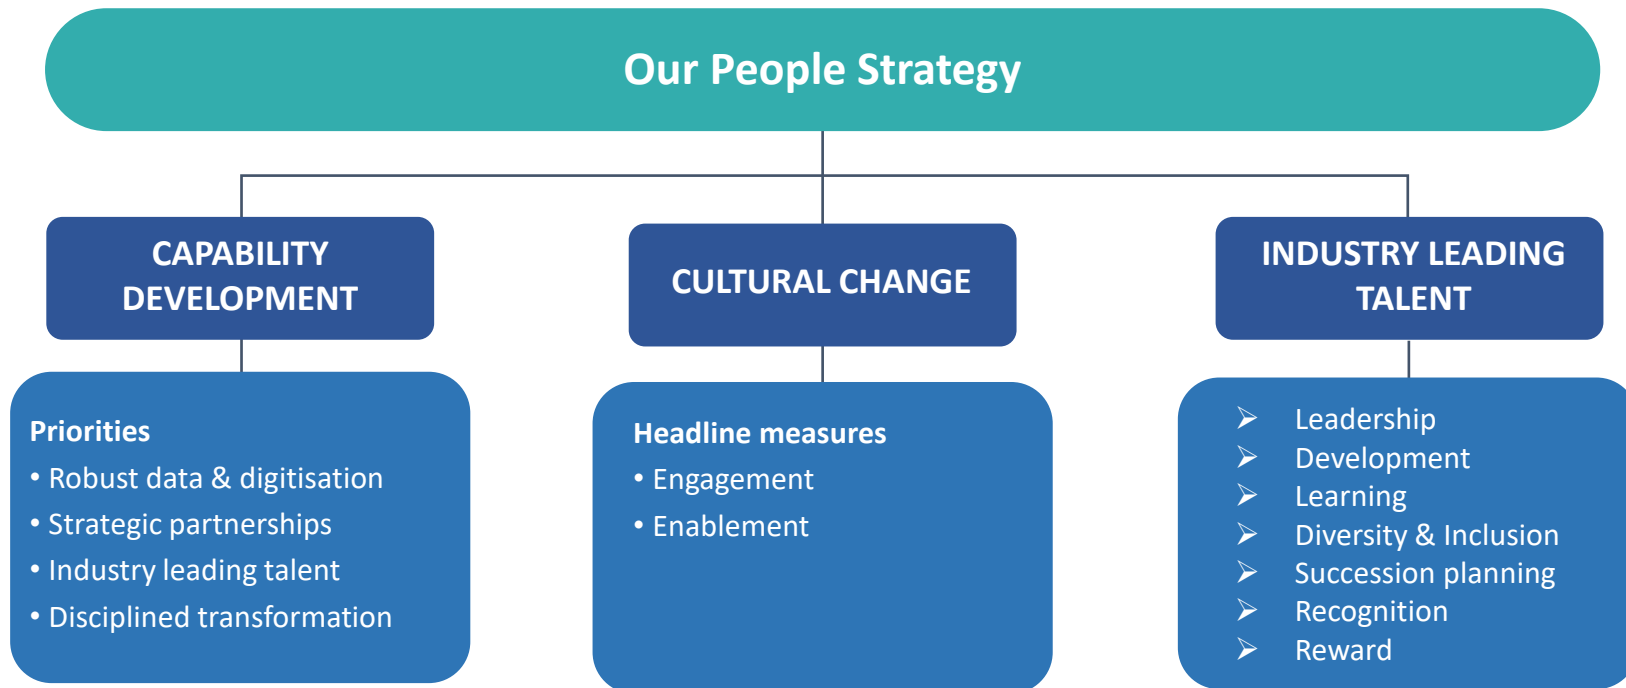 Our People Strategy
CAPABILITY
DEVELOPMENT
Priorities
• Robust data & digitisation
• Strategic partnerships
• Industry leading talent
• Disciplined transformation
CULTURAL CHANGE
Headline measures
• Engagement
• Enablement
INDUSTRY LEADING
TALENT
➢ Leadership
➢ Development
➢ Learning
➢ Diversity & Inclusion
➢ Succession planning
➢ Recognition
➢ Reward